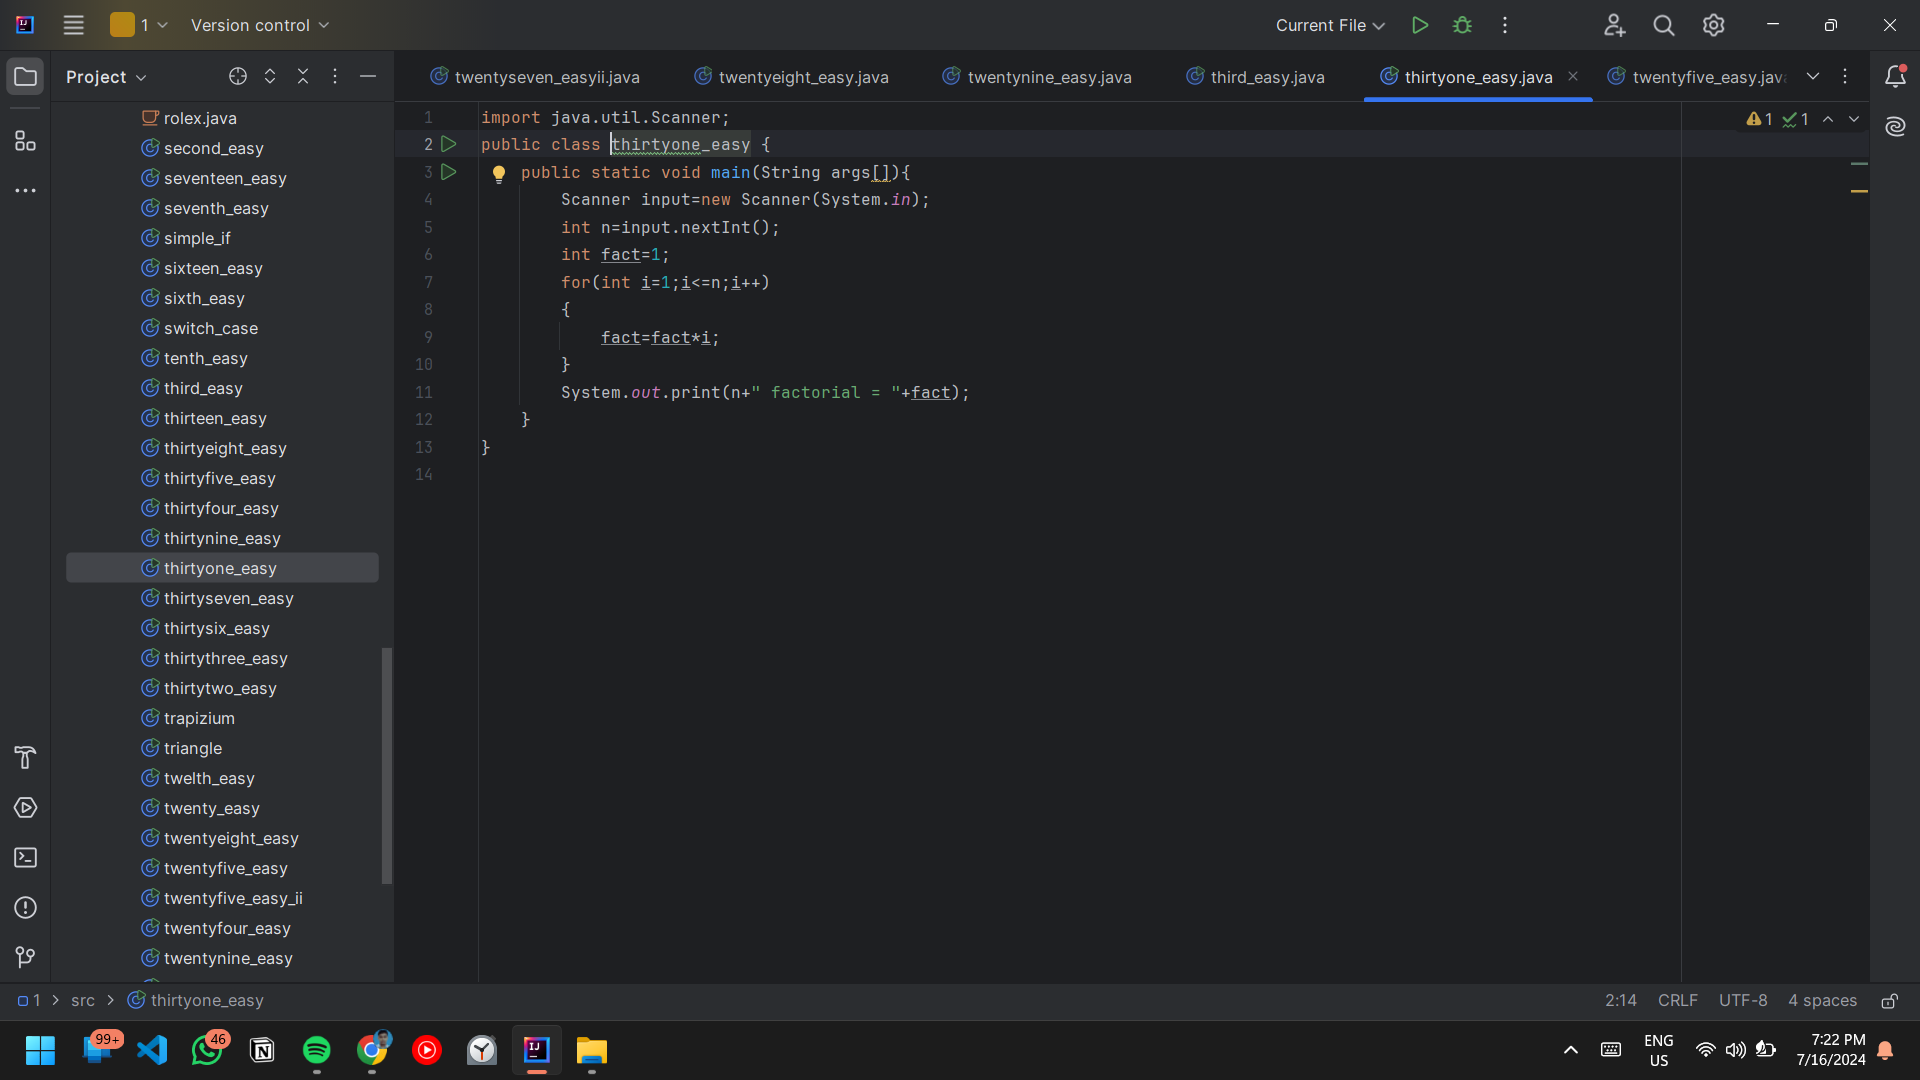 1
Version control
Current File
Project
twentyseven_easyii.java
twentyeight_easy.java
twentynine_easy.java
third_easy.java
thirtyone_easy.java
twentyfive_easy.java
rolex.java
second_easy
seventeen_easy
seventh_easy
simple_if
sixteen_easy
sixth_easy
switch_case
tenth_easy
third_easy
thirteen_easy
thirtyeight_easy
thirtyfive_easy
thirtyfour_easy
thirtynine_easy
thirtyone_easy
thirtyseven_easy
thirtysix_easy
thirtythree_easy
thirtytwo_easy
trapizium
triangle
twelth_easy
twenty_easy
twentyeight_easy
twentyfive_easy
twentyfive_easy_ii
twentyfour_easy
twentynine_easy
1 import java.util.Scanner;
2 public class thirtyone_easy {
3 public static void main(String args[]){
4 Scanner input=new Scanner(System.in);
5 int n=input.nextInt();
6 int fact=1;
7 for(int i=1;i<=n;i++)
8 {
9 fact=fact*i;
10 }
11 System.out.print(n+" factorial = "+fact);
12 }
13 }
14
1 1
1 > src > thirtyone_easy
2:14 CRLF UTF-8 4 spaces
99+
46
ENG
US
7:22 PM
7/16/2024